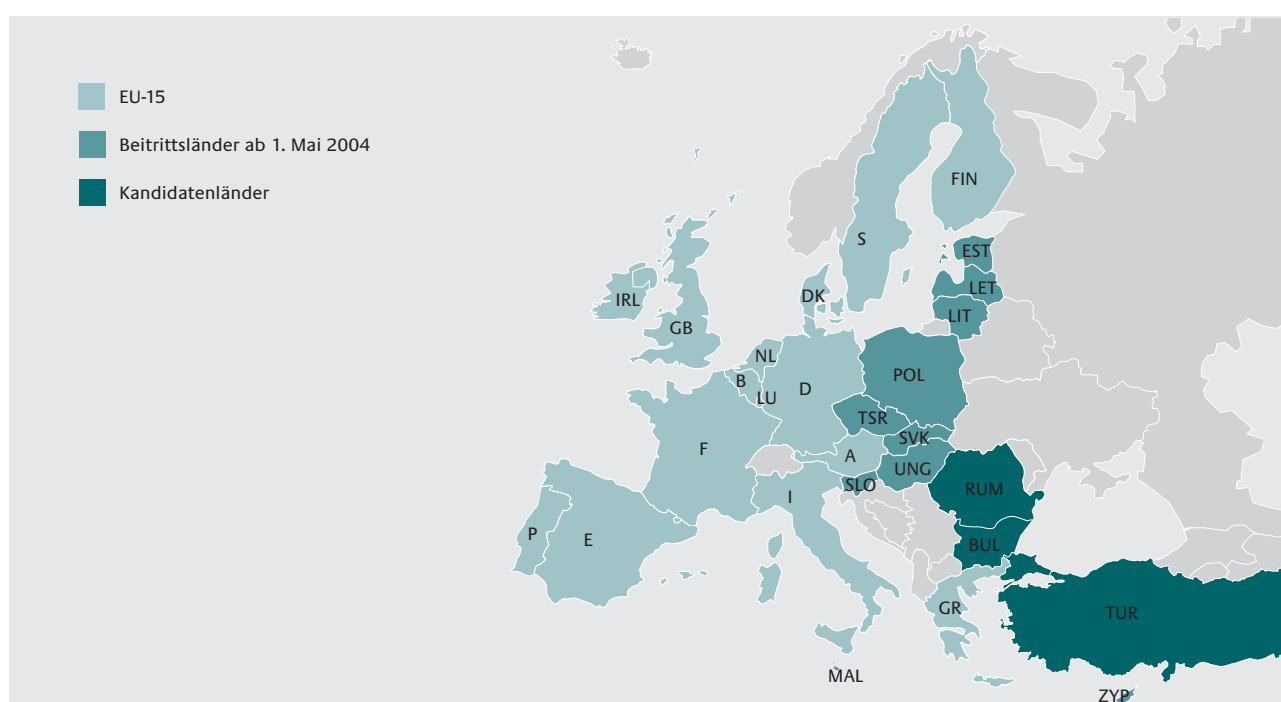 EU-15
Beitrittsländer ab 1. Mai 2004
Kandidatenländer
FIN
S
EST
LET
LIT
DK
IRL
GB
NL
B
LU
D
POL
TSR
SVK
A
UNG
SLO
F
I
RUM
BUL
P
E
GR
TUR
MAL
ZYP